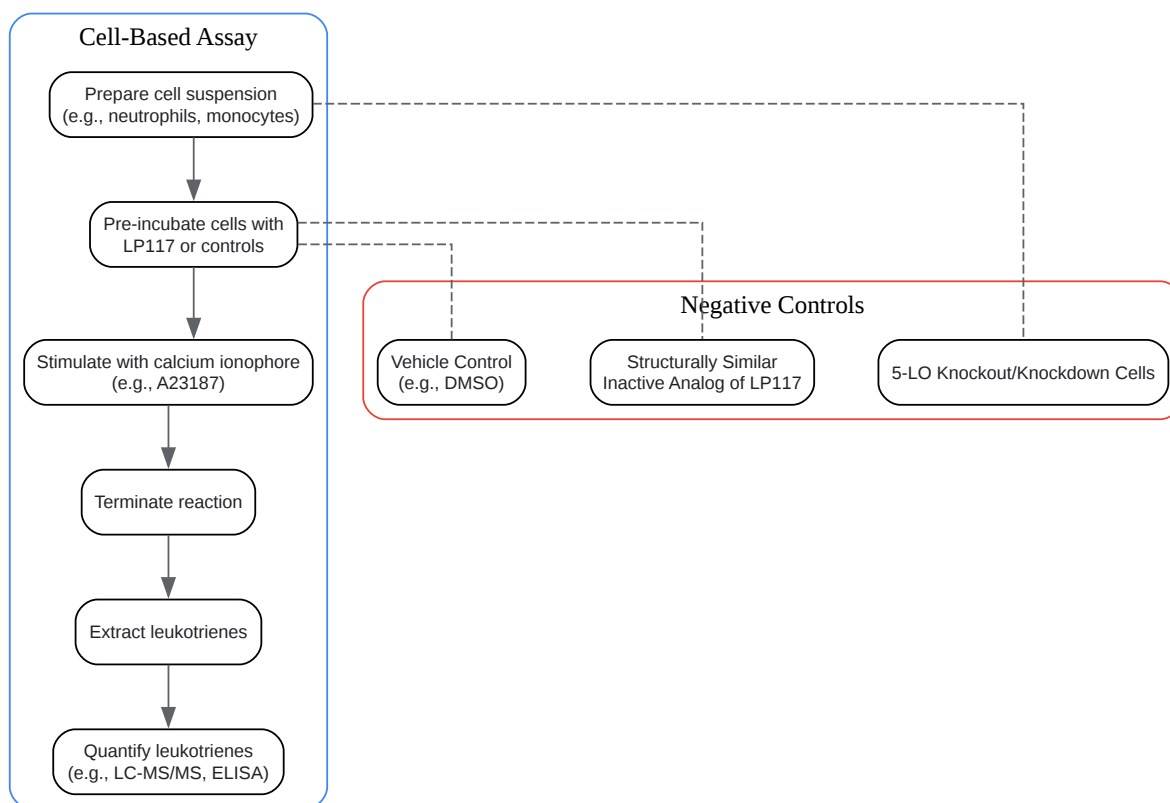 Cell-Based Assay
Prepare cell suspension
(e.g., neutrophils, monocytes)
Pre-incubate cells with
LP117 or controls
Stimulate with calcium ionophore
(e.g., A23187)
Terminate reaction
Extract leukotrienes
Quantify leukotrienes
(e.g., LC-MS/MS, ELISA)
Negative Controls
Vehicle Control
(e.g., DMSO)
Structurally Similar
Inactive Analog of LP117
5-LO Knockout/Knockdown Cells